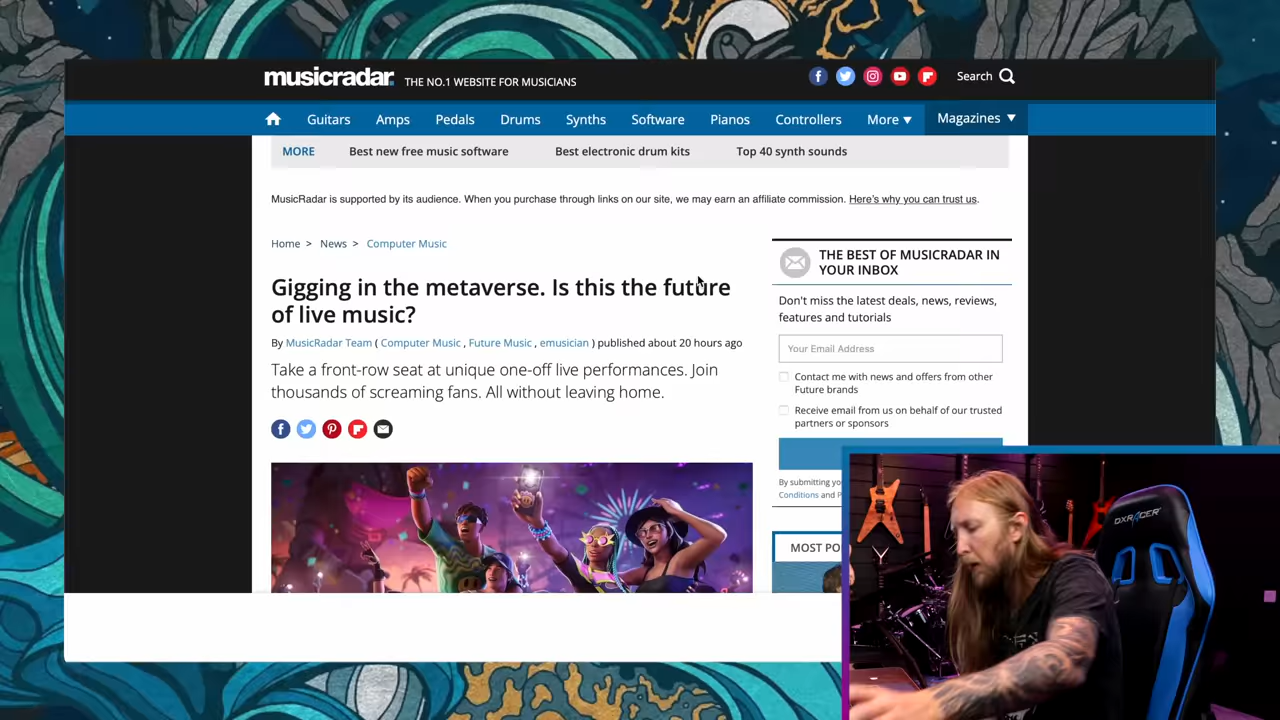 musicradar. THE NO.1 WEBSITE FOR MUSICIANS
Search
Guitars Amps Pedals Drums Synths Software Pianos Controllers More Magazines
MORE Best new free music software Best electronic drum kits Top 40 synth sounds
MusicRadar is supported by its audience. When you purchase through links on our site, we may earn an affiliate commission. Here's why you can trust us.
Home > News > Computer Music
Gigging in the metaverse. Is this the future
of live music?
By MusicRadar Team ( Computer Music , Future Music , emusician ) published about 20 hours ago
Take a front-row seat at unique one-off live performances. Join
thousands of screaming fans. All without leaving home.
THE BEST OF MUSICRADAR IN
YOUR INBOX
Don't miss the latest deals, news, reviews,
features and tutorials
Your Email Address
Contact me with news and offers from other
Future brands
Receive email from us on behalf of our trusted
partners or sponsors
By submitting
Conditions and
MOST
DXRACER